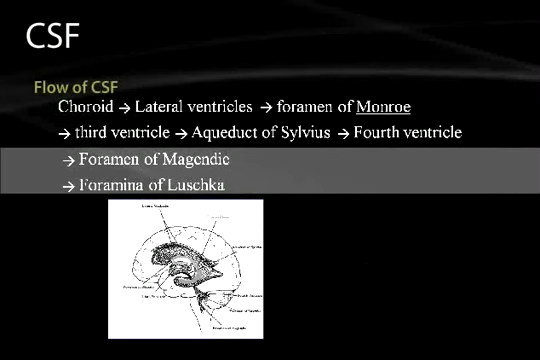 CSF
Flow of CSF
Choroid → Lateral ventricles → foramen of Monroe
→ third ventricle → Aqueduct of Sylvius → Fourth ventricle
→ Foramen of Magendie
→ Foramina of Luschka